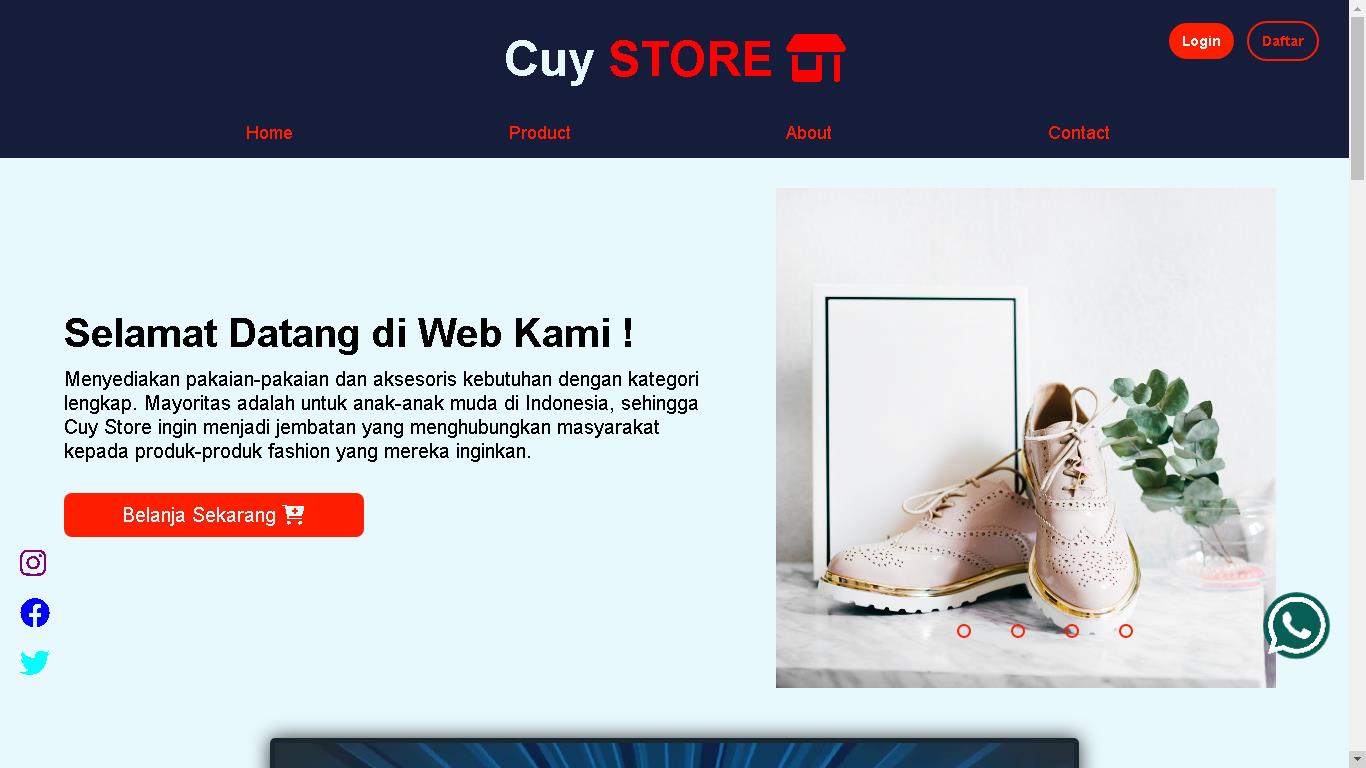 Cuy STORE
Login
Daftar
Home
Product
About
Contact
Selamat Datang di Web Kami !
Menyediakan pakaian-pakaian dan aksesoris kebutuhan dengan kategori
lengkap. Mayoritas adalah untuk anak-anak muda di Indonesia, sehingga
Cuy Store ingin menjadi jembatan yang menghubungkan masyarakat
kepada produk-produk fashion yang mereka inginkan.
Belanja Sekarang